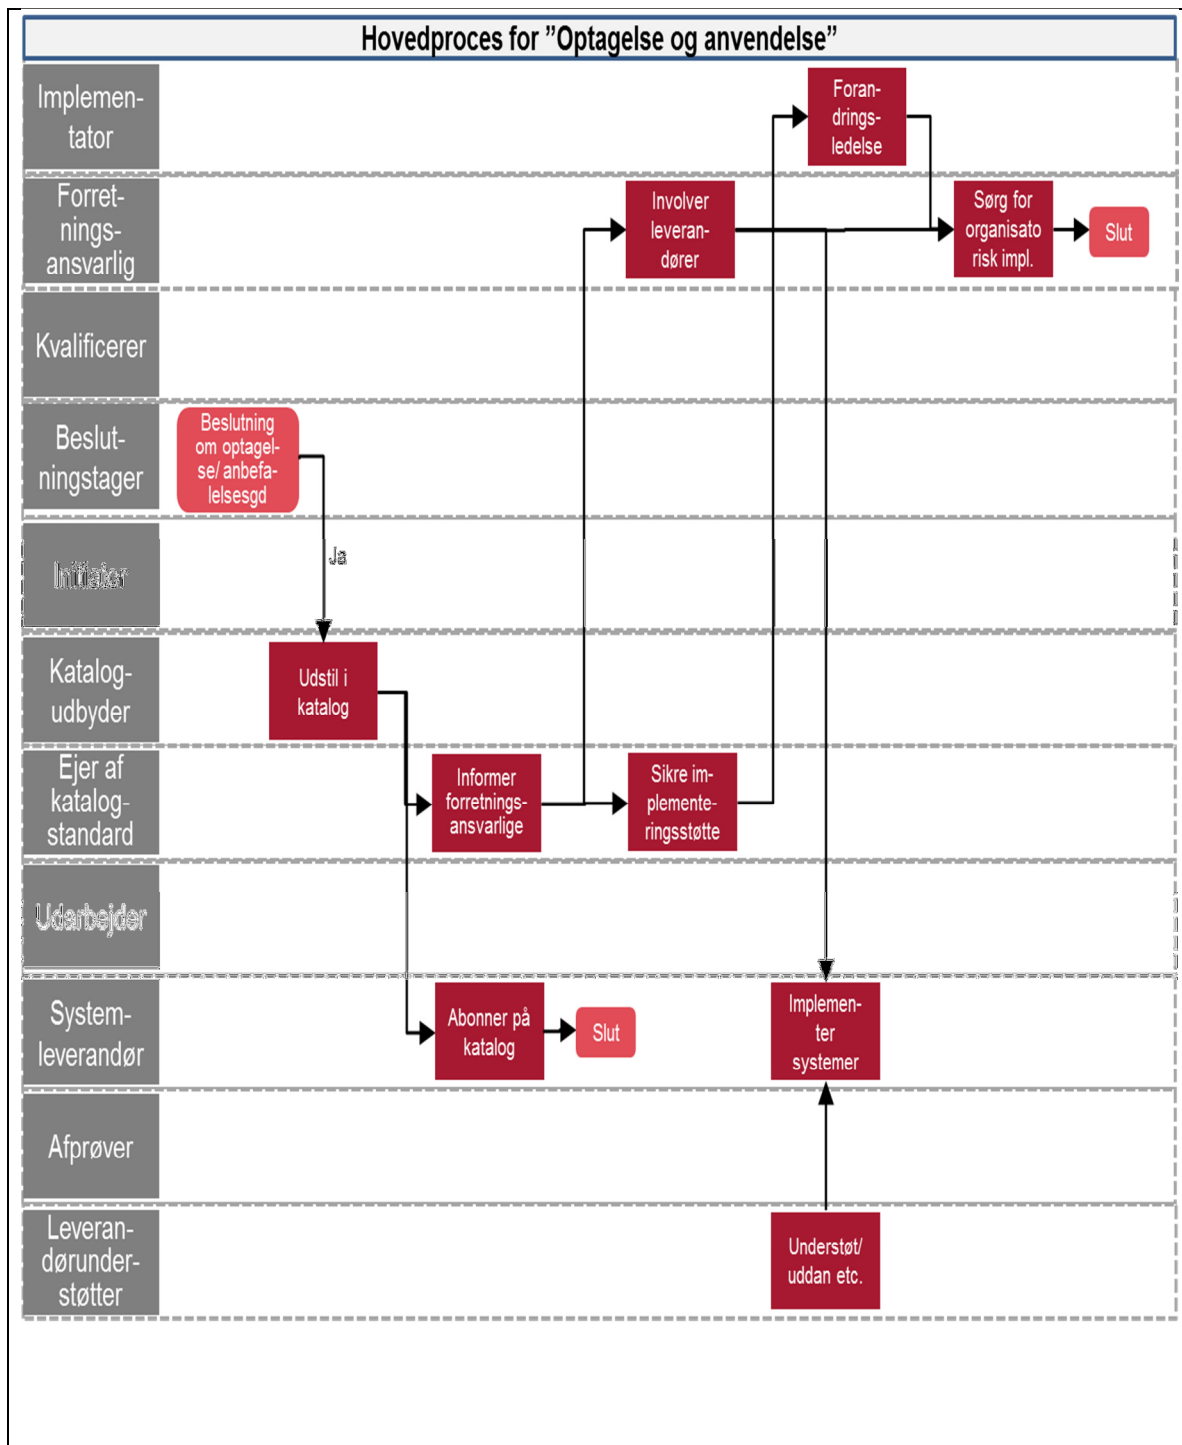 Hovedproces for ”Optagelse og anvendelse”
Implemen-
tator
Foran-
drings-
ledelse
Forret-
nings-
ansvarlig
Involver
leveran-
dører
Sørg for
organisato
risk impl.
Slut
Kvalificerer
Beslut-
ningstager
Beslutning
om optagel-
se/ anbefa-
lelsesgd
Initiator
Ja
Katalog-
udbyder
Udstil i
katalog
Ejer af
katalog-
standard
Informer
forretnings-
ansvarlige
Sikre im-
plemente-
ringsstøtte
Udarbejder
System-
leverandør
Abonner på
katalog
Slut
Implemen-
ter
systemer
Afprøver
Leveran-
dørunder-
støtter
Understøt/
uddan etc.